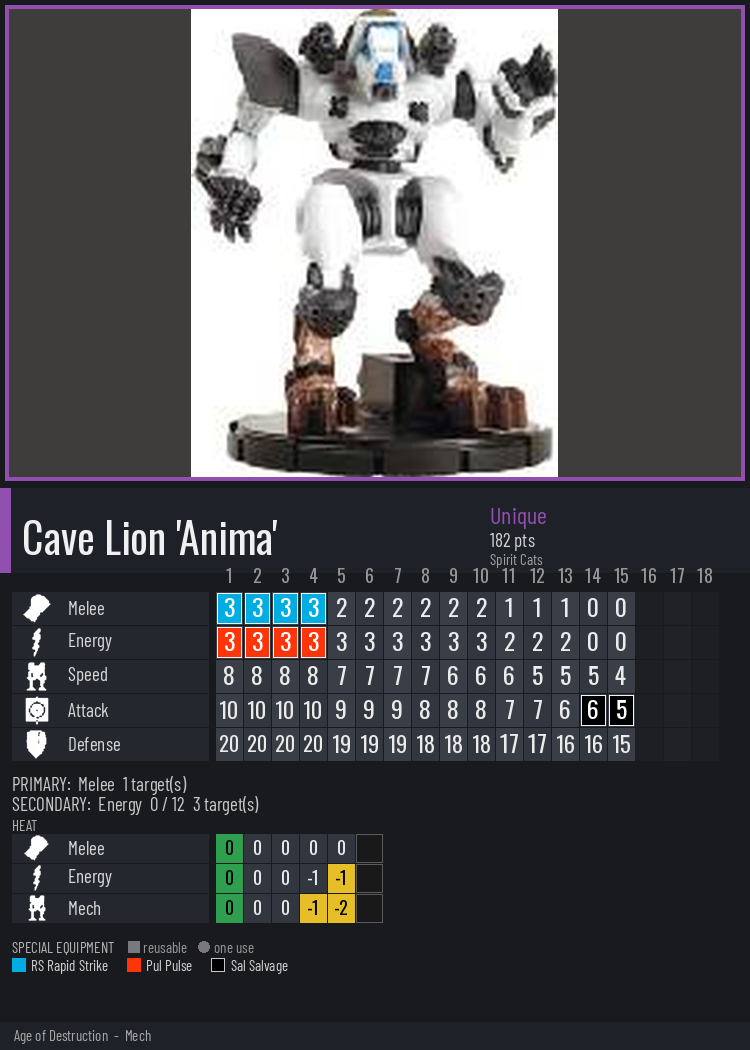 Cave Lion 'Anima'
Unique
182 pts
Spirit Cats
1 2 3 4 5 6 7 8 9 10 11 12 13 14 15 16 17 18
Melee 3 3 3 3 2 2 2 2 2 2 1 1 1 0 0
Energy 3 3 3 3 3 3 3 3 3 3 2 2 2 0 0
Speed 8 8 8 8 7 7 7 7 6 6 6 5 5 5 4
Attack 10 10 10 10 9 9 9 8 8 8 7 7 6 6 5
Defense 20 20 20 20 19 19 19 18 18 18 17 17 16 16 15
PRIMARY: Melee 1 target(s)
SECONDARY: Energy 0 / 12 3 target(s)
HEAT
Melee 0 0 0 0 0
Energy 0 0 0 -1 -1
Mech 0 0 0 -1 -2
SPECIAL EQUIPMENT reusable one use
RS Rapid Strike Pul Pulse Sal Salvage
Age of Destruction - Mech